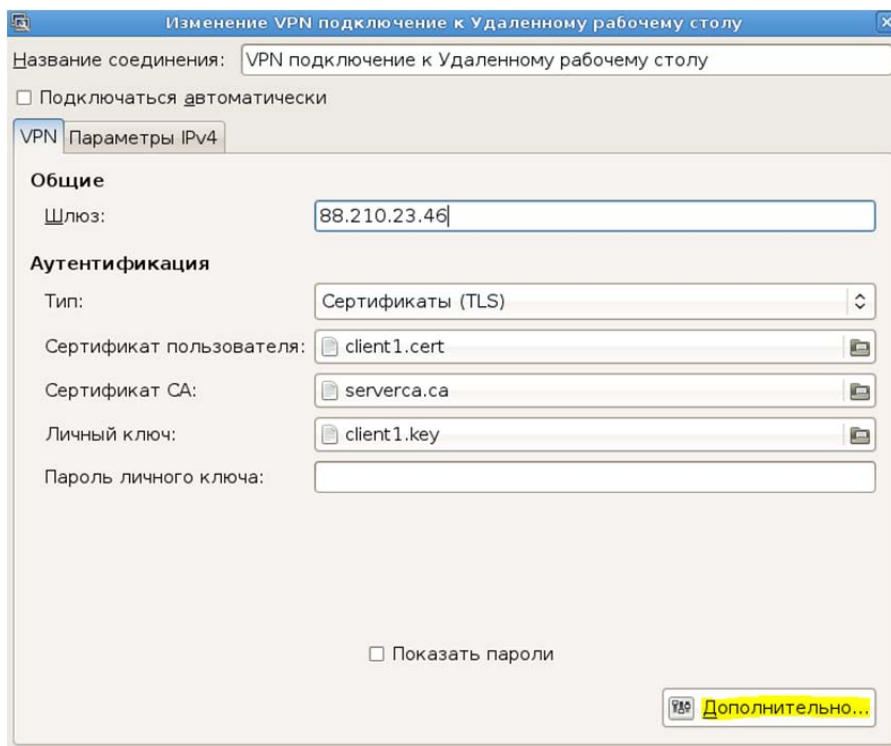 Изменение VPN подключение к Удаленному рабочему столу
Название соединения: VPN подключение к Удаленному рабочему столу
Подключаться автоматически
VPN Параметры IPv4
Общие
Шлюз: 88.210.23.46
Аутентификация
Тип: Сертификаты (TLS)
Сертификат пользователя: client1.cert
Сертификат CA: serverca.ca
Личный ключ: client1.key
Пароль личного ключа:
Показать пароли
Дополнительно...